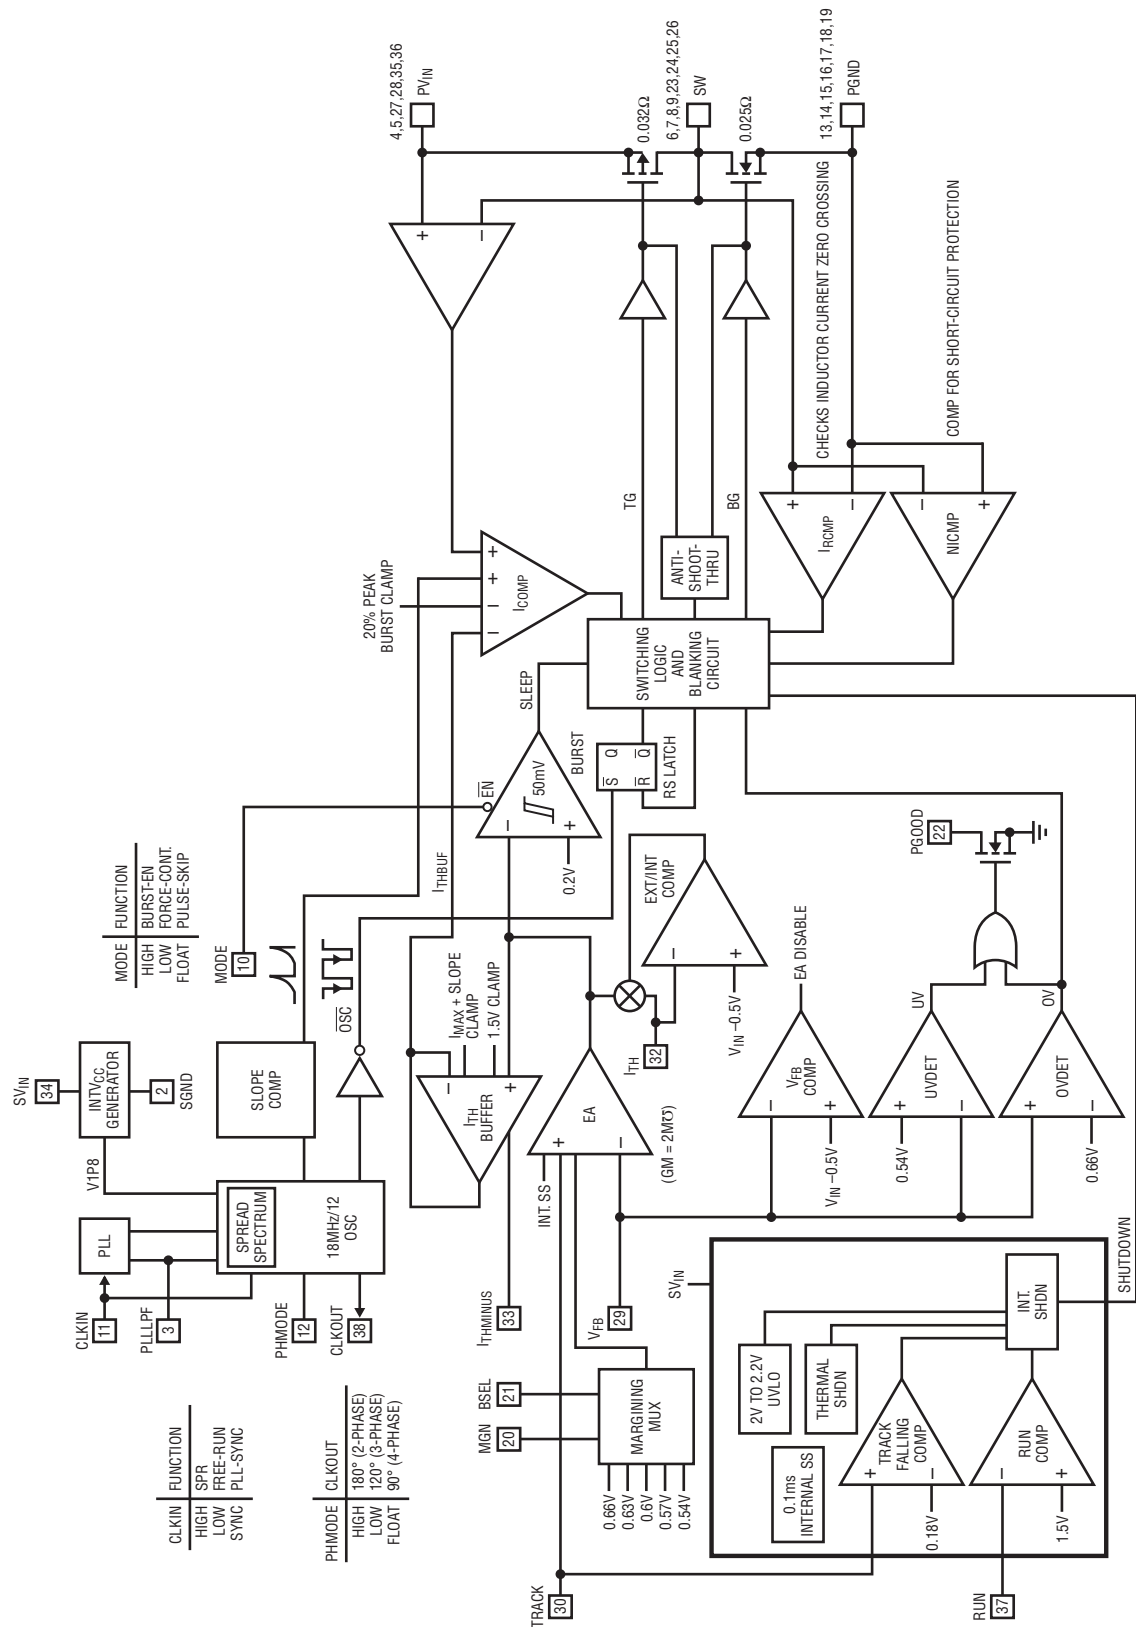 CLKIN FUNCTION
HIGH SPR
LOW FREE-RUN
SYNC PLL-SYNC
PHMODE CLKOUT
HIGH 180° (2-PHASE)
LOW 120° (3-PHASE)
FLOAT 90° (4-PHASE)
MODE FUNCTION
HIGH BURST-EN
LOW FORCE-CONT.
FLOAT PULSE-SKIP
CLKIN
11
PLLLPF
3
PHMODE
12
CLKOUT
38
PLL
V1P8
SPREAD
SPECTRUM
18MHz/12
OSC
SVIN
34
INTVCC
GENERATOR
2
SGND
SLOPE
COMP
OSC
MODE
10
ITHMINUS
33
VFB
29
BSEL
21
MGN
20
MARGINING
MUX
0.66V
0.63V
0.6V
0.57V
0.54V
TRACK
30
RUN
37
ITH
BUFFER
−
+
IMAX + SLOPE
CLAMP
1.5V CLAMP
INT. SS
EA
+
−
(GM = 2M℧)
ITHBUF
ITH
32
EXT/INT
COMP
−
+
VIN −0.5V
EN
50mV
−
+
0.2V
BURST
SLEEP
20% PEAK
BURST CLAMP
ICOMP
− − + +
S Q
R Q
RS LATCH
SWITCHING
LOGIC
AND
BLANKING
CIRCUIT
ANTI-
SHOOT-
THRU
TG
BG
+
−
4,5,27,28,35,36
PVIN
0.032Ω
6,7,8,9,23,24,25,26
SW
0.025Ω
13,14,15,16,17,18,19
PGND
CHECKS INDUCTOR CURRENT ZERO CROSSING
COMP FOR SHORT-CIRCUIT PROTECTION
IRCMP
+
−
NICMP
−
+
EA DISABLE
VFB
COMP
−
+
VIN −0.5V
UV
UVDET
+
−
0.54V
OV
OVDET
+
−
0.66V
PGOOD
22
SVIN
2V TO 2.2V
UVLO
THERMAL
SHDN
0.1ms
INTERNAL SS
TRACK
FALLING
COMP
+
−
0.18V
RUN
COMP
−
+
1.5V
INT.
SHDN
SHUTDOWN